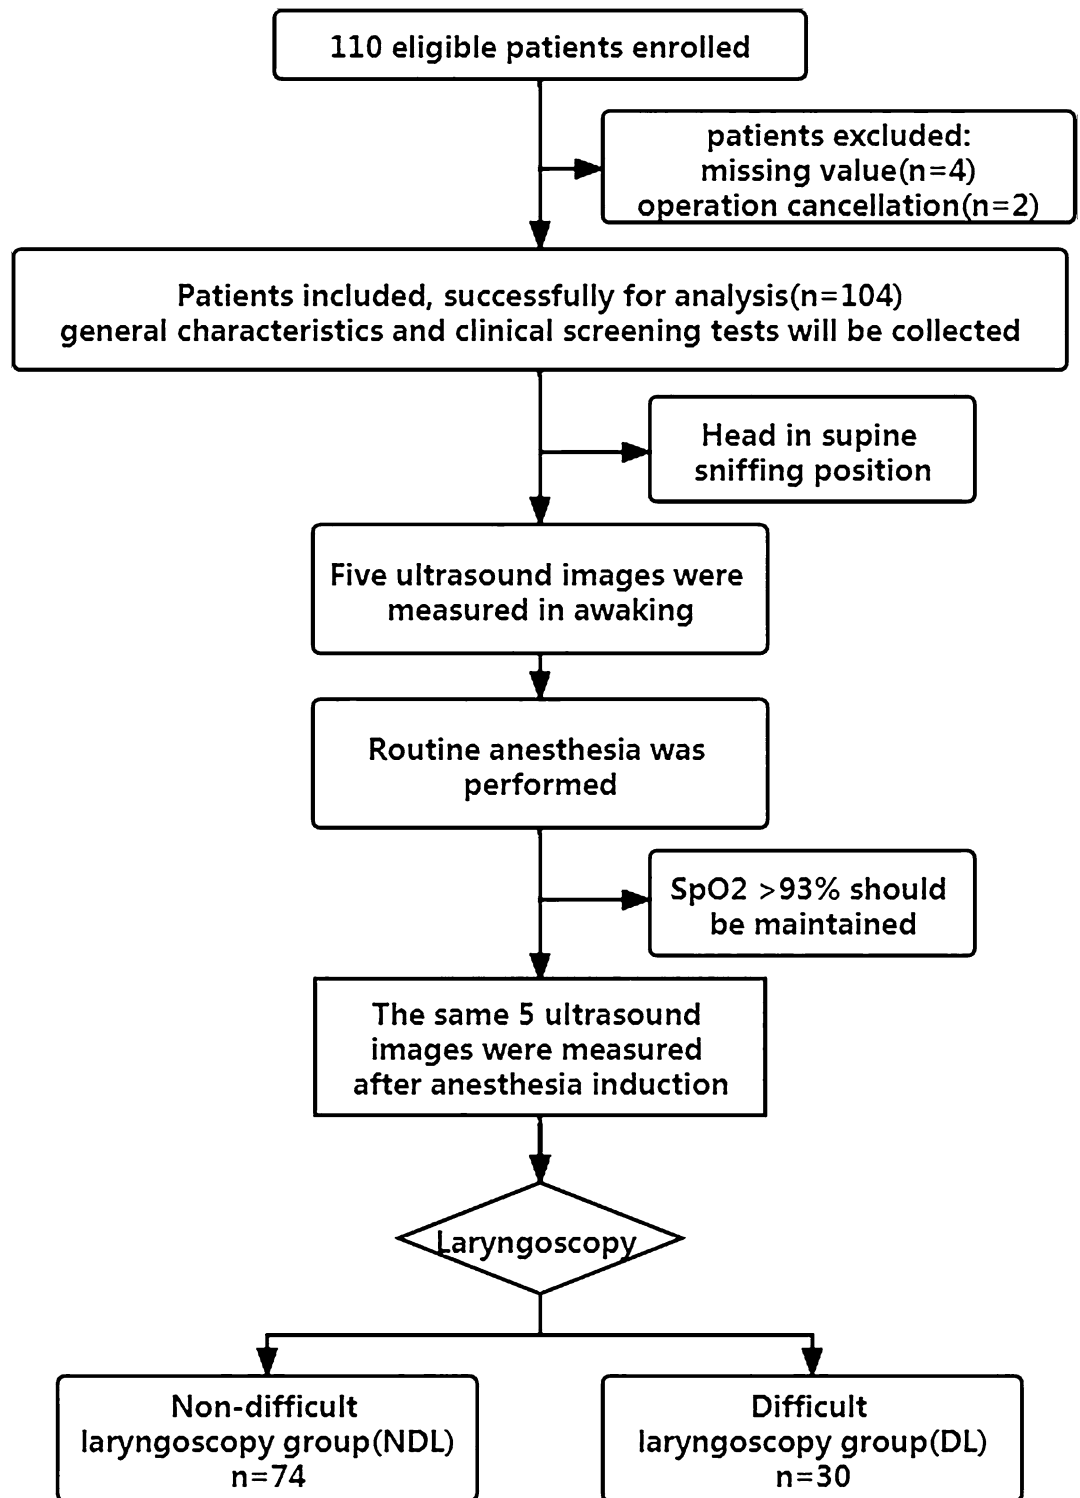 110 eligible patients enrolled
patients excluded:
missing value(n=4)
operation cancellation(n=2)
Patients included, successfully for analysis(n=104)
general characteristics and clinical screening tests will be collected
Head in supine
sniffing position
Five ultrasound images were
measured in awaking
Routine anesthesia was
performed
SpO2 >93% should
be maintained
The same 5 ultrasound
images were measured
after anesthesia induction
Laryngoscopy
Non-difficult
laryngoscopy group(NDL)
n=74
Difficult
laryngoscopy group(DL)
n=30